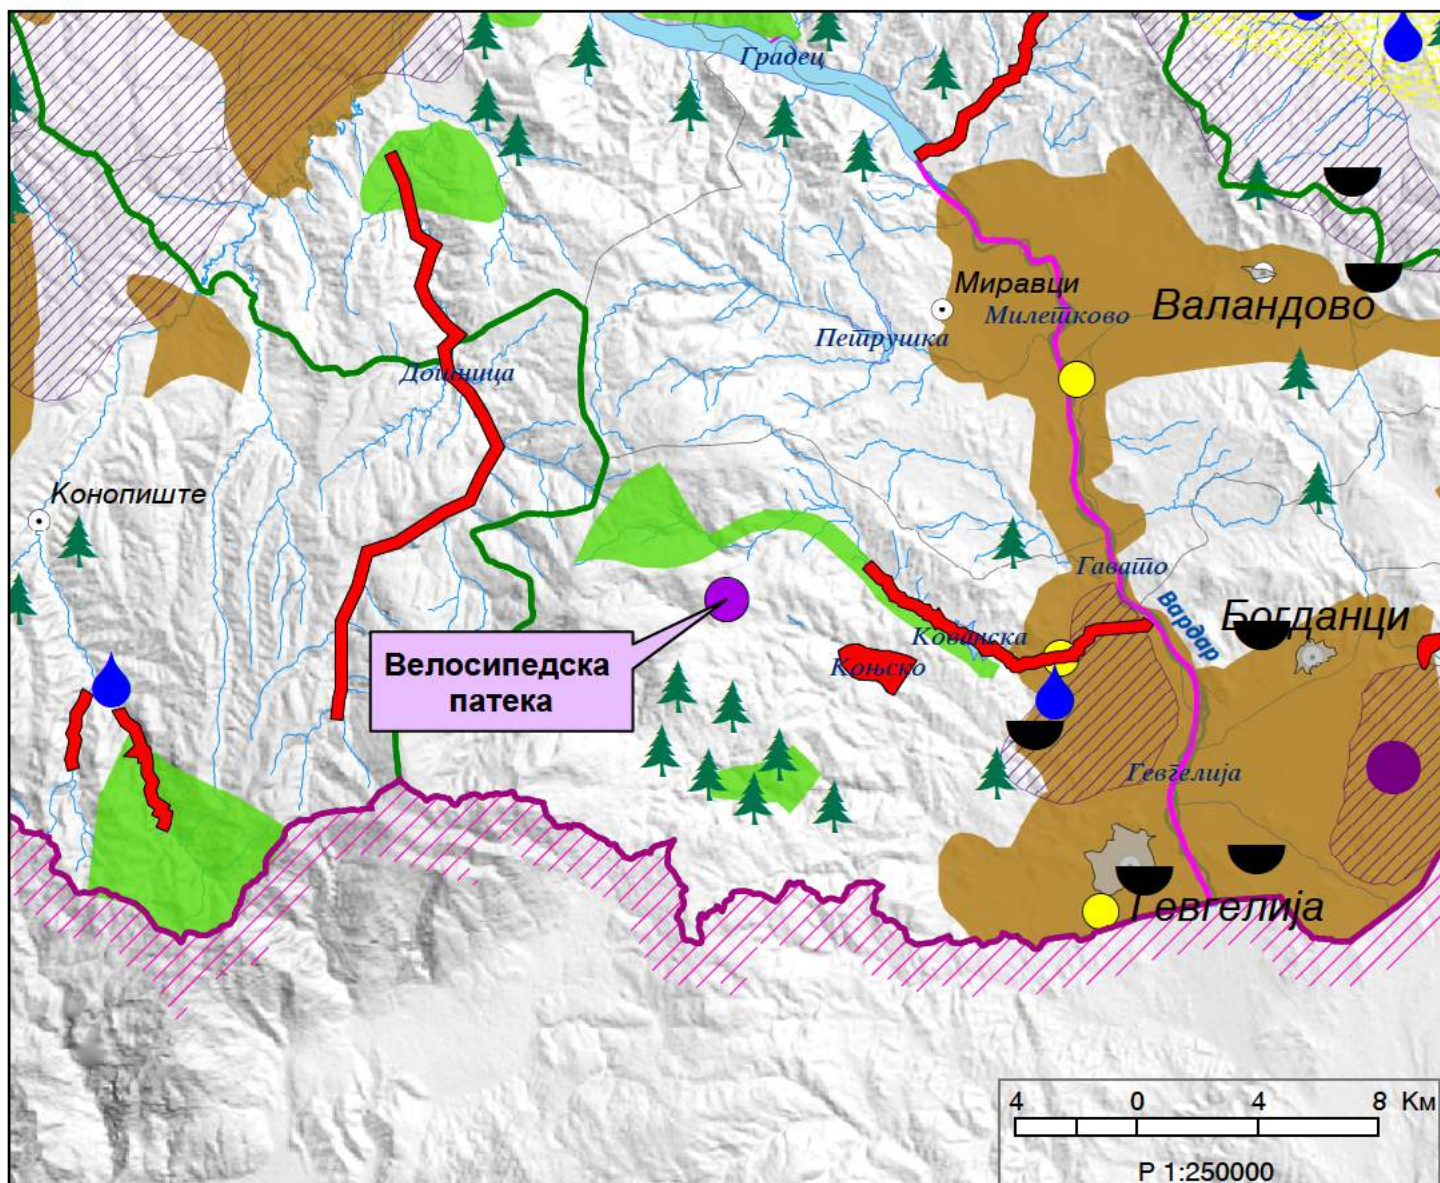 Градец
Миравци
Милетково
Валандово
Петрушка
Дошница
Конопиште
Гавато
Вардар
Богданци
Кованска
Коњско
Велосипедска
патека
Гевгелија
Гевгелија
4 0 4 8 Км
Р 1:250000